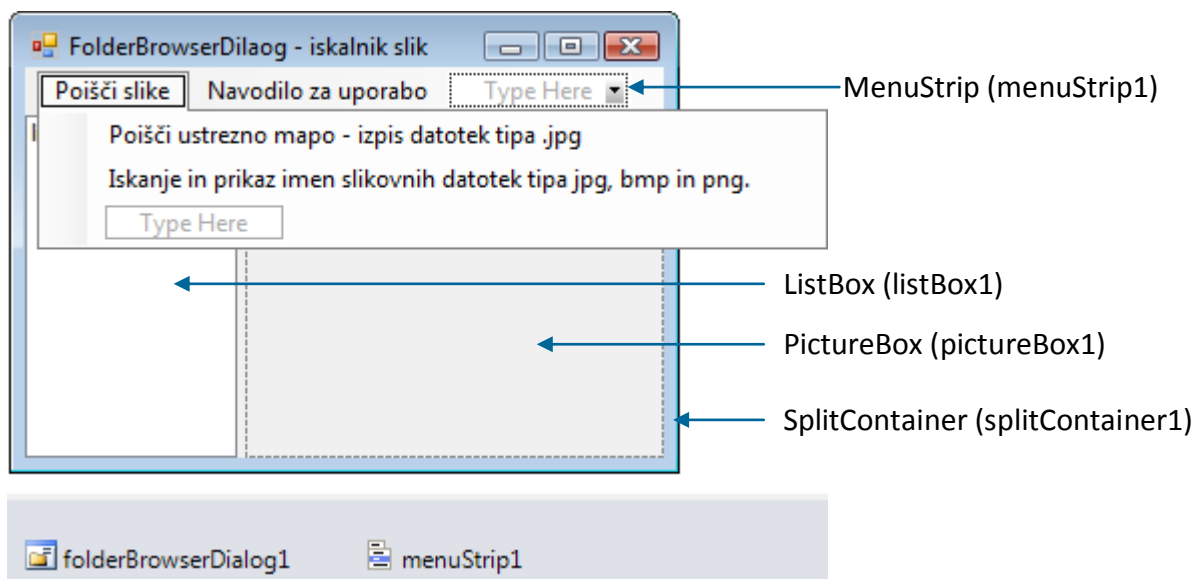 FolderBrowserDilaog - iskalnik slik
Poišči slike Navodilo za uporabo Type Here
MenuStrip (menuStrip1)
Poišči ustrezno mapo - izpis datotek tipa .jpg
Iskanje in prikaz imen slikovnih datotek tipa jpg, bmp in png.
Type Here
ListBox (listBox1)
PictureBox (pictureBox1)
SplitContainer (splitContainer1)
folderBrowserDialog1 menuStrip1